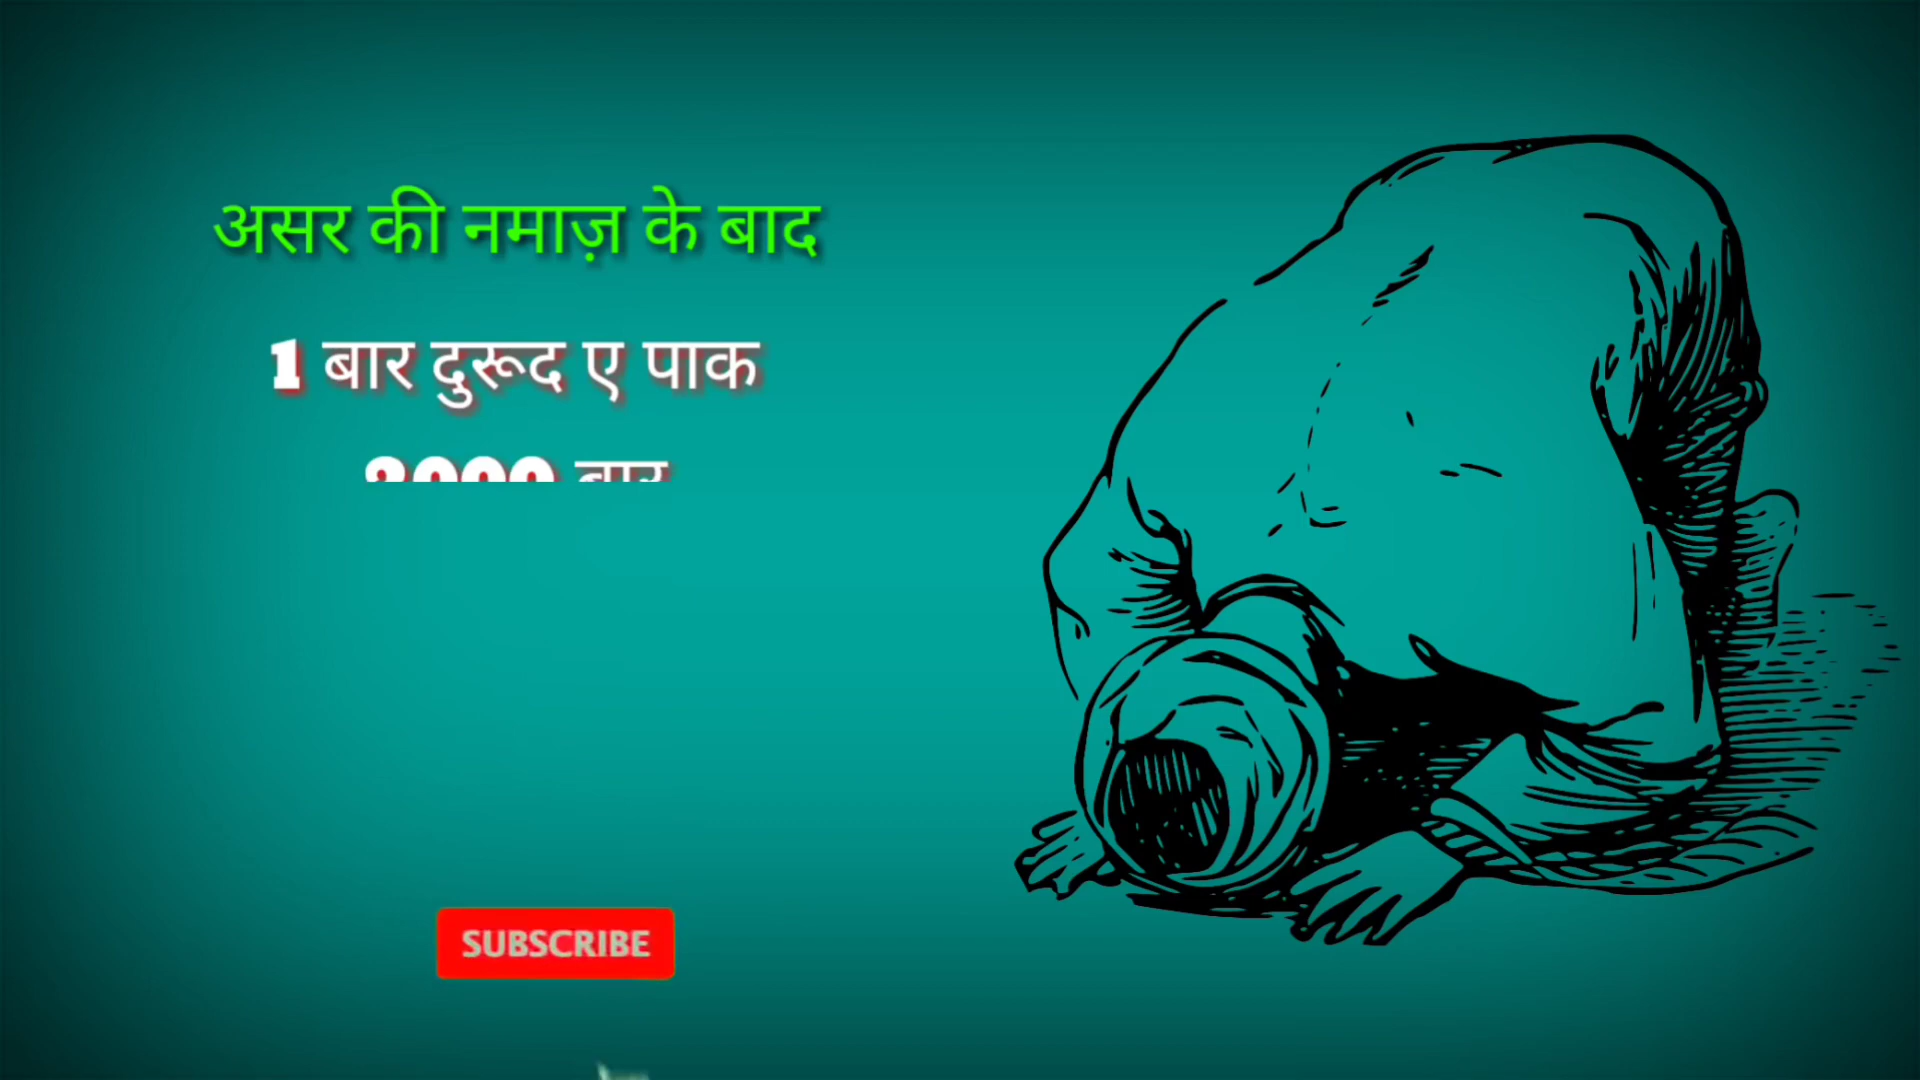 असर की नमाज़ के बाद
1 बार दुरूद ए पाक
बार
SUBSCRIBE